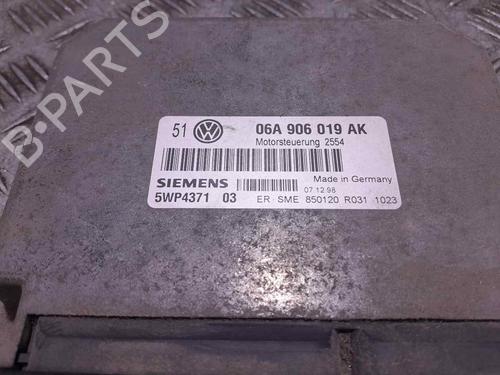 51 06A 906 019 AK
Motorsteuerung 2554
SIEMENS Made in Germany
07.12.98
5WP4371 03 ER·SME 850120 R031 1023
B-PARTS